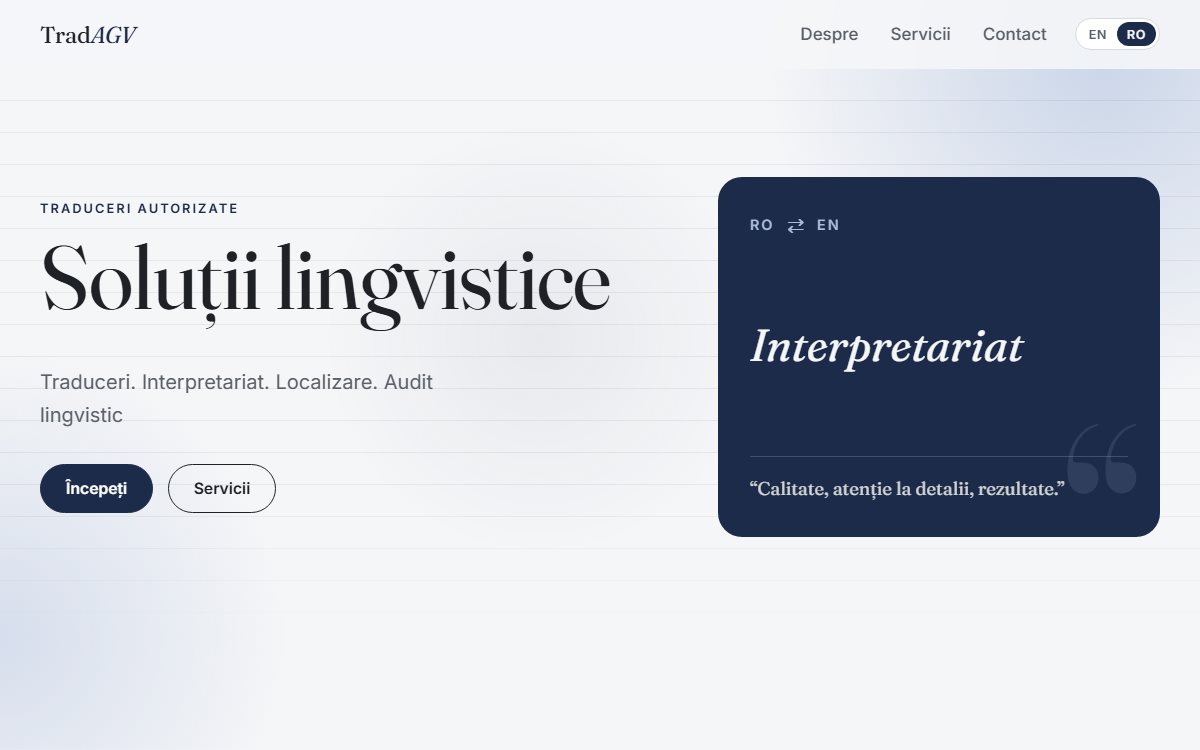 TradAGV
Despre
Servicii
Contact
EN
RO
TRADUCERI AUTORIZATE
Soluții lingvistice
Traduceri. Interpretariat. Localizare. Audit
lingvistic
Începeți
Servicii
RO ⇄ EN
Interpretariat
“Calitate, atenție la detalii, rezultate.”
“